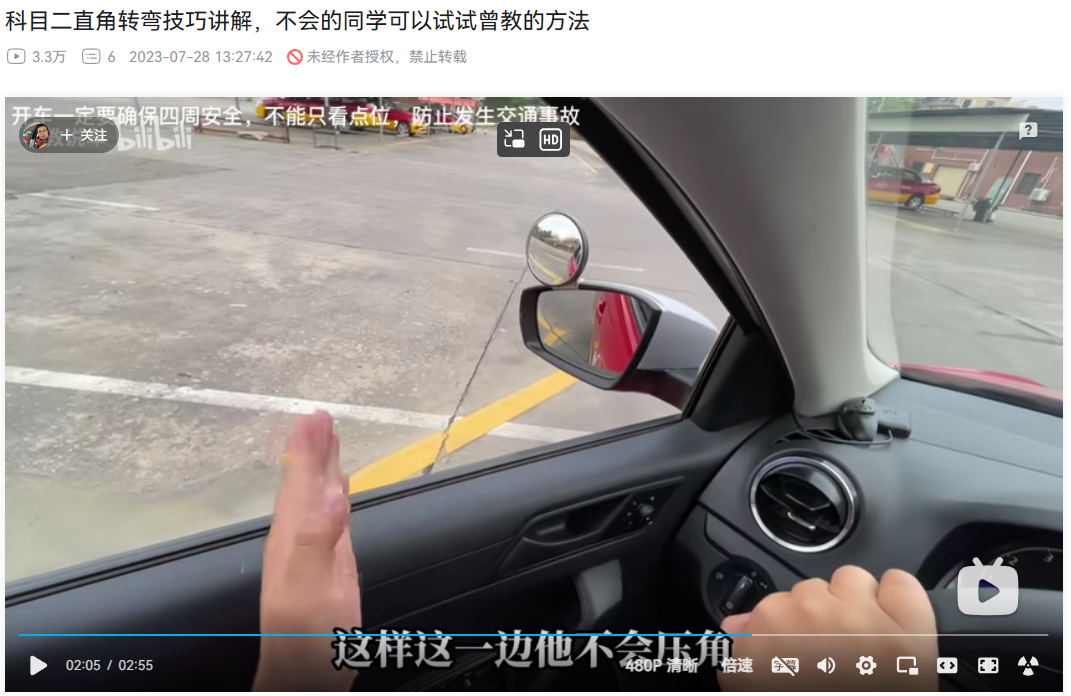 科目二直角转弯技巧讲解，不会的同学可以试试曾教的方法
3.3万 6 2023-07-28 13:27:42 未经作者授权，禁止转载
开车一定要确保四周安全，不能只看点位，防止发生交通事故
+ 关注
bilibili
HD
?
2 3
这样这一边他不会压角
02:05 / 02:55
480P 清晰 倍速